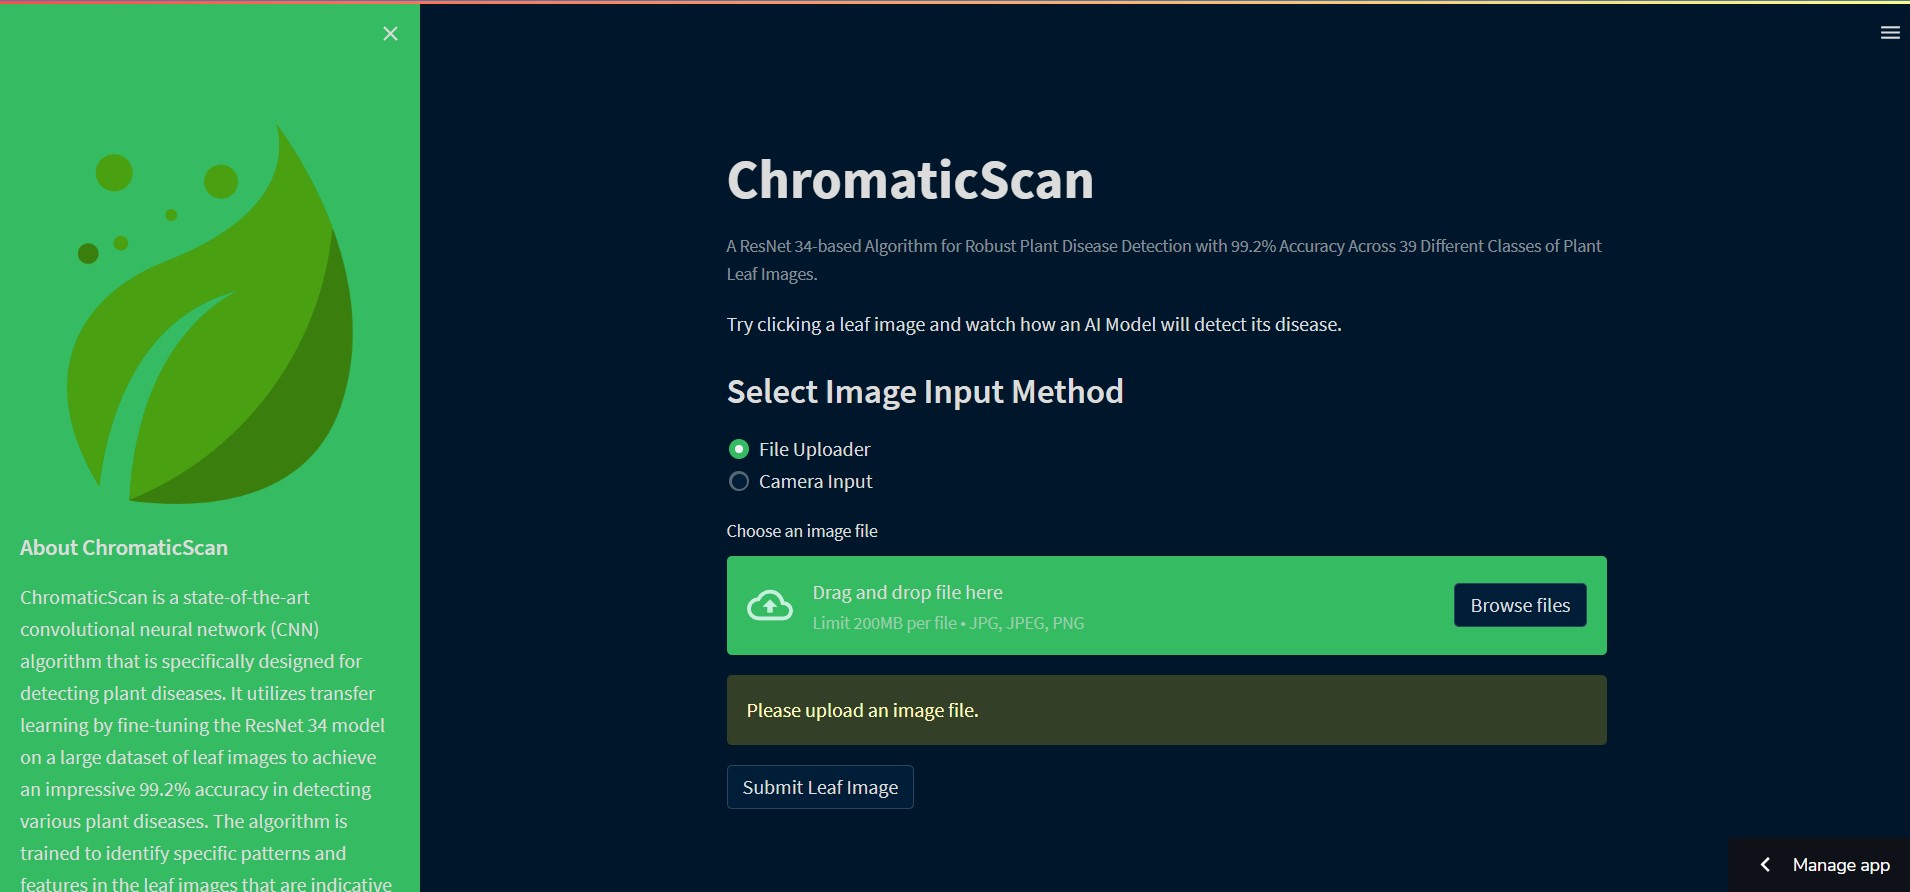 About ChromaticScan
ChromaticScan is a state-of-the-art
convolutional neural network (CNN)
algorithm that is specifically designed for
detecting plant diseases. It utilizes transfer
learning by fine-tuning the ResNet 34 model
on a large dataset of leaf images to achieve
an impressive 99.2% accuracy in detecting
various plant diseases. The algorithm is
trained to identify specific patterns and
features in the leaf images that are indicative
ChromaticScan
A ResNet 34-based Algorithm for Robust Plant Disease Detection with 99.2% Accuracy Across 39 Different Classes of Plant
Leaf Images.
Try clicking a leaf image and watch how an AI Model will detect its disease.
Select Image Input Method
File Uploader
Camera Input
Choose an image file
Drag and drop file here
Limit 200MB per file • JPG, JPEG, PNG
Browse files
Please upload an image file.
Submit Leaf Image
Manage app